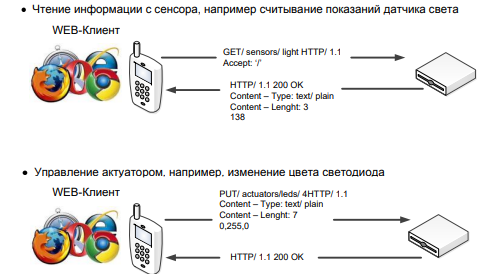 • Чтение информации с сенсора, например считывание показаний датчика света
WEB-Клиент
GET/ sensors/ light HTTP/ 1.1
Accept: ‘/’
HTTP/ 1.1 200 OK
Content – Type: text/ plain
Content – Lenght: 3
138
• Управление актуатором, например, изменение цвета светодиода
WEB-Клиент
PUT/ actuators/leds/ 4HTTP/ 1.1
Content – Type: text/ plain
Content – Lenght: 7
0,255,0
HTTP/ 1.1 200 OK